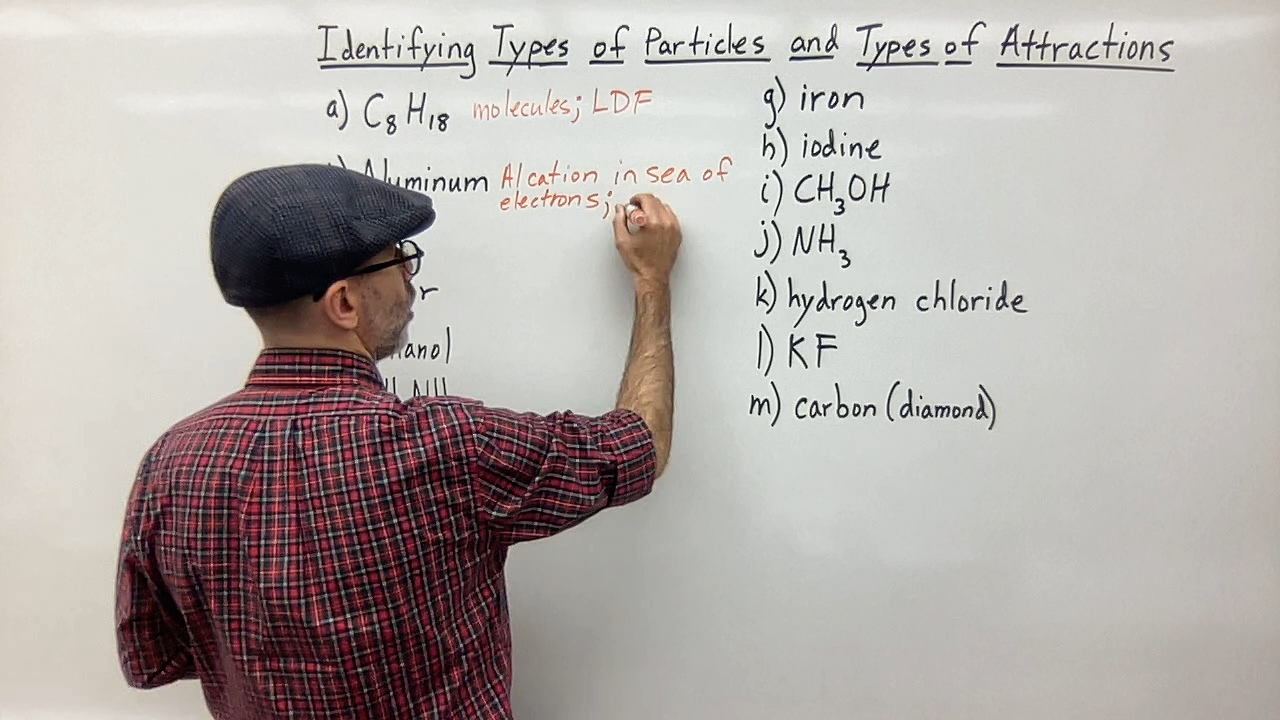 Identifying Types of Particles and Types of Attractions
a) C₈H₁₈ molecules; LDF
Aluminum Al cation in sea of
electrons;
g) iron
h) iodine
i) CH₃OH
j) NH₃
k) hydrogen chloride
l) KF
m) carbon (diamond)